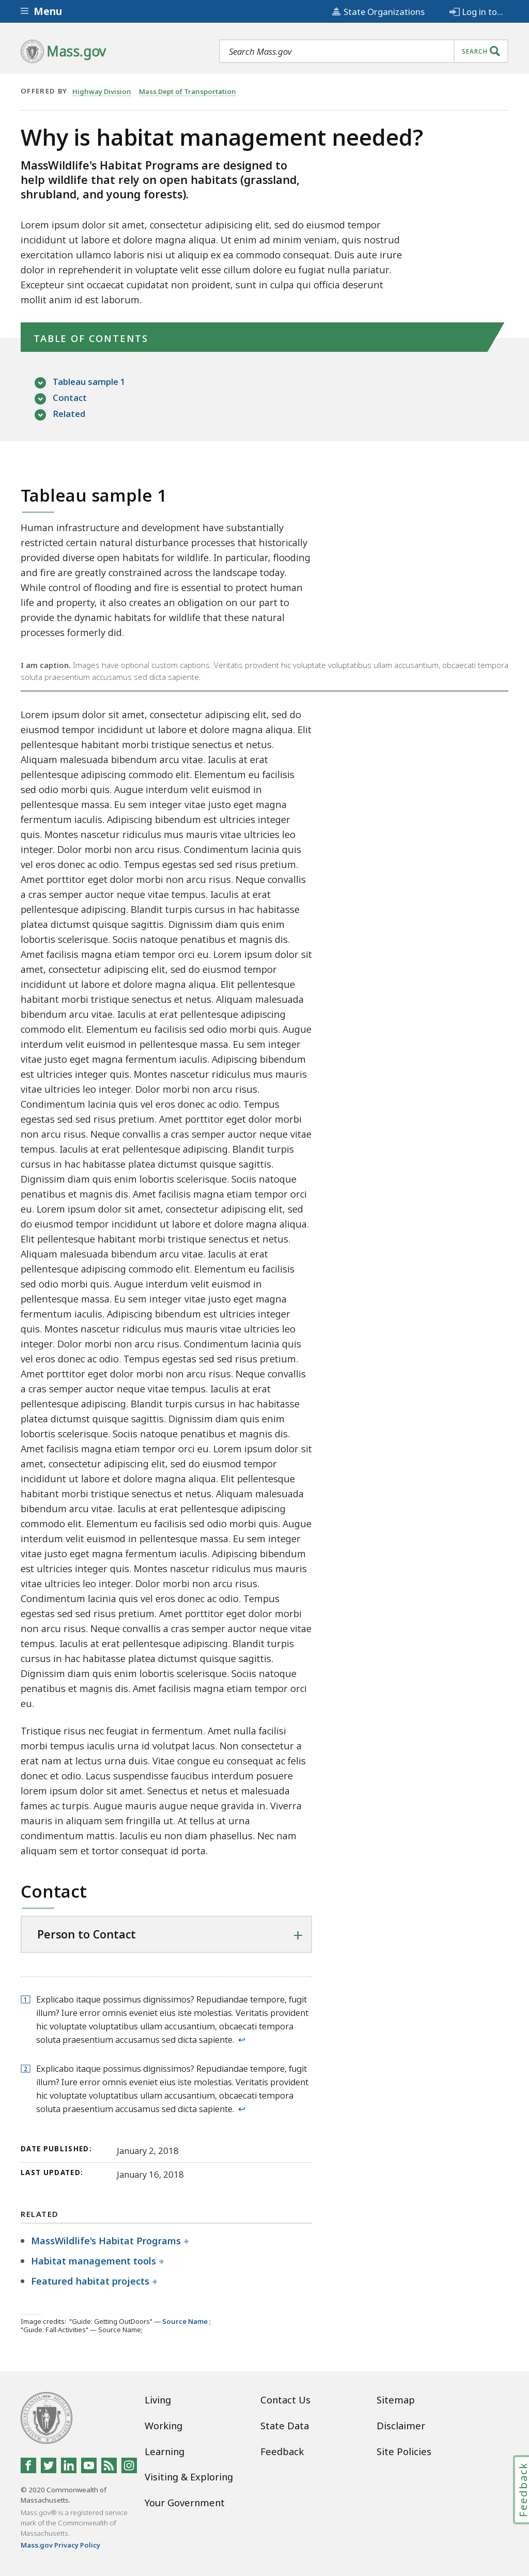 Menu
State Organizations
Log in to...
Mass.gov
Search Mass.gov
SEARCH
OFFERED BY Highway Division Mass Dept of Transportation
Why is habitat management needed?
MassWildlife's Habitat Programs are designed to
help wildlife that rely on open habitats (grassland,
shrubland, and young forests).
Lorem ipsum dolor sit amet, consectetur adipisicing elit, sed do eiusmod tempor
incididunt ut labore et dolore magna aliqua. Ut enim ad minim veniam, quis nostrud
exercitation ullamco laboris nisi ut aliquip ex ea commodo consequat. Duis aute irure
dolor in reprehenderit in voluptate velit esse cillum dolore eu fugiat nulla pariatur.
Excepteur sint occaecat cupidatat non proident, sunt in culpa qui officia deserunt
mollit anim id est laborum.
TABLE OF CONTENTS
Tableau sample 1
Contact
Related
Tableau sample 1
Human infrastructure and development have substantially
restricted certain natural disturbance processes that historically
provided diverse open habitats for wildlife. In particular, flooding
and fire are greatly constrained across the landscape today.
While control of flooding and fire is essential to protect human
life and property, it also creates an obligation on our part to
provide the dynamic habitats for wildlife that these natural
processes formerly did.
I am caption. Images have optional custom captions. Veritatis provident hic voluptate voluptatibus ullam accusantium, obcaecati tempora
soluta praesentium accusamus sed dicta sapiente.
Lorem ipsum dolor sit amet, consectetur adipiscing elit, sed do
eiusmod tempor incididunt ut labore et dolore magna aliqua. Elit
pellentesque habitant morbi tristique senectus et netus.
Aliquam malesuada bibendum arcu vitae. Iaculis at erat
pellentesque adipiscing commodo elit. Elementum eu facilisis
sed odio morbi quis. Augue interdum velit euismod in
pellentesque massa. Eu sem integer vitae justo eget magna
fermentum iaculis. Adipiscing bibendum est ultricies integer
quis. Montes nascetur ridiculus mus mauris vitae ultricies leo
integer. Dolor morbi non arcu risus. Condimentum lacinia quis
vel eros donec ac odio. Tempus egestas sed sed risus pretium.
Amet porttitor eget dolor morbi non arcu risus. Neque convallis
a cras semper auctor neque vitae tempus. Iaculis at erat
pellentesque adipiscing. Blandit turpis cursus in hac habitasse
platea dictumst quisque sagittis. Dignissim diam quis enim
lobortis scelerisque. Sociis natoque penatibus et magnis dis.
Amet facilisis magna etiam tempor orci eu. Lorem ipsum dolor sit
amet, consectetur adipiscing elit, sed do eiusmod tempor
incididunt ut labore et dolore magna aliqua. Elit pellentesque
habitant morbi tristique senectus et netus. Aliquam malesuada
bibendum arcu vitae. Iaculis at erat pellentesque adipiscing
commodo elit. Elementum eu facilisis sed odio morbi quis. Augue
interdum velit euismod in pellentesque massa. Eu sem integer
vitae justo eget magna fermentum iaculis. Adipiscing bibendum
est ultricies integer quis. Montes nascetur ridiculus mus mauris
vitae ultricies leo integer. Dolor morbi non arcu risus.
Condimentum lacinia quis vel eros donec ac odio. Tempus
egestas sed sed risus pretium. Amet porttitor eget dolor morbi
non arcu risus. Neque convallis a cras semper auctor neque vitae
tempus. Iaculis at erat pellentesque adipiscing. Blandit turpis
cursus in hac habitasse platea dictumst quisque sagittis.
Dignissim diam quis enim lobortis scelerisque. Sociis natoque
penatibus et magnis dis. Amet facilisis magna etiam tempor orci
eu. Lorem ipsum dolor sit amet, consectetur adipiscing elit, sed
do eiusmod tempor incididunt ut labore et dolore magna aliqua.
Elit pellentesque habitant morbi tristique senectus et netus.
Aliquam malesuada bibendum arcu vitae. Iaculis at erat
pellentesque adipiscing commodo elit. Elementum eu facilisis
sed odio morbi quis. Augue interdum velit euismod in
pellentesque massa. Eu sem integer vitae justo eget magna
fermentum iaculis. Adipiscing bibendum est ultricies integer
quis. Montes nascetur ridiculus mus mauris vitae ultricies leo
integer. Dolor morbi non arcu risus. Condimentum lacinia quis
vel eros donec ac odio. Tempus egestas sed sed risus pretium.
Amet porttitor eget dolor morbi non arcu risus. Neque convallis
a cras semper auctor neque vitae tempus. Iaculis at erat
pellentesque adipiscing. Blandit turpis cursus in hac habitasse
platea dictumst quisque sagittis. Dignissim diam quis enim
lobortis scelerisque. Sociis natoque penatibus et magnis dis.
Amet facilisis magna etiam tempor orci eu. Lorem ipsum dolor sit
amet, consectetur adipiscing elit, sed do eiusmod tempor
incididunt ut labore et dolore magna aliqua. Elit pellentesque
habitant morbi tristique senectus et netus. Aliquam malesuada
bibendum arcu vitae. Iaculis at erat pellentesque adipiscing
commodo elit. Elementum eu facilisis sed odio morbi quis. Augue
interdum velit euismod in pellentesque massa. Eu sem integer
vitae justo eget magna fermentum iaculis. Adipiscing bibendum
est ultricies integer quis. Montes nascetur ridiculus mus mauris
vitae ultricies leo integer. Dolor morbi non arcu risus.
Condimentum lacinia quis vel eros donec ac odio. Tempus
egestas sed sed risus pretium. Amet porttitor eget dolor morbi
non arcu risus. Neque convallis a cras semper auctor neque vitae
tempus. Iaculis at erat pellentesque adipiscing. Blandit turpis
cursus in hac habitasse platea dictumst quisque sagittis.
Dignissim diam quis enim lobortis scelerisque. Sociis natoque
penatibus et magnis dis. Amet facilisis magna etiam tempor orci
eu.
Tristique risus nec feugiat in fermentum. Amet nulla facilisi
morbi tempus iaculis urna id volutpat lacus. Non consectetur a
erat nam at lectus urna duis. Vitae congue eu consequat ac felis
donec et odio. Lacus suspendisse faucibus interdum posuere
lorem ipsum dolor sit amet. Senectus et netus et malesuada
fames ac turpis. Augue mauris augue neque gravida in. Viverra
mauris in aliquam sem fringilla ut. At tellus at urna
condimentum mattis. Iaculis eu non diam phasellus. Nec nam
aliquam sem et tortor consequat id porta.
Contact
Person to Contact
1 Explicabo itaque possimus dignissimos? Repudiandae tempore, fugit
illum? Iure error omnis eveniet eius iste molestias. Veritatis provident
hic voluptate voluptatibus ullam accusantium, obcaecati tempora
soluta praesentium accusamus sed dicta sapiente. ↩
2 Explicabo itaque possimus dignissimos? Repudiandae tempore, fugit
illum? Iure error omnis eveniet eius iste molestias. Veritatis provident
hic voluptate voluptatibus ullam accusantium, obcaecati tempora
soluta praesentium accusamus sed dicta sapiente. ↩
DATE PUBLISHED: January 2, 2018
LAST UPDATED: January 16, 2018
RELATED
MassWildlife's Habitat Programs
Habitat management tools
Featured habitat projects
Image credits: "Guide: Getting OutDoors" — Source Name ;
"Guide: Fall Activities" — Source Name;
Living
Working
Learning
Visiting & Exploring
Your Government
Contact Us
State Data
Feedback
Sitemap
Disclaimer
Site Policies
© 2020 Commonwealth of
Massachusetts.
Mass.gov® is a registered service
mark of the Commonwealth of
Massachusetts.
Mass.gov Privacy Policy
Feedback